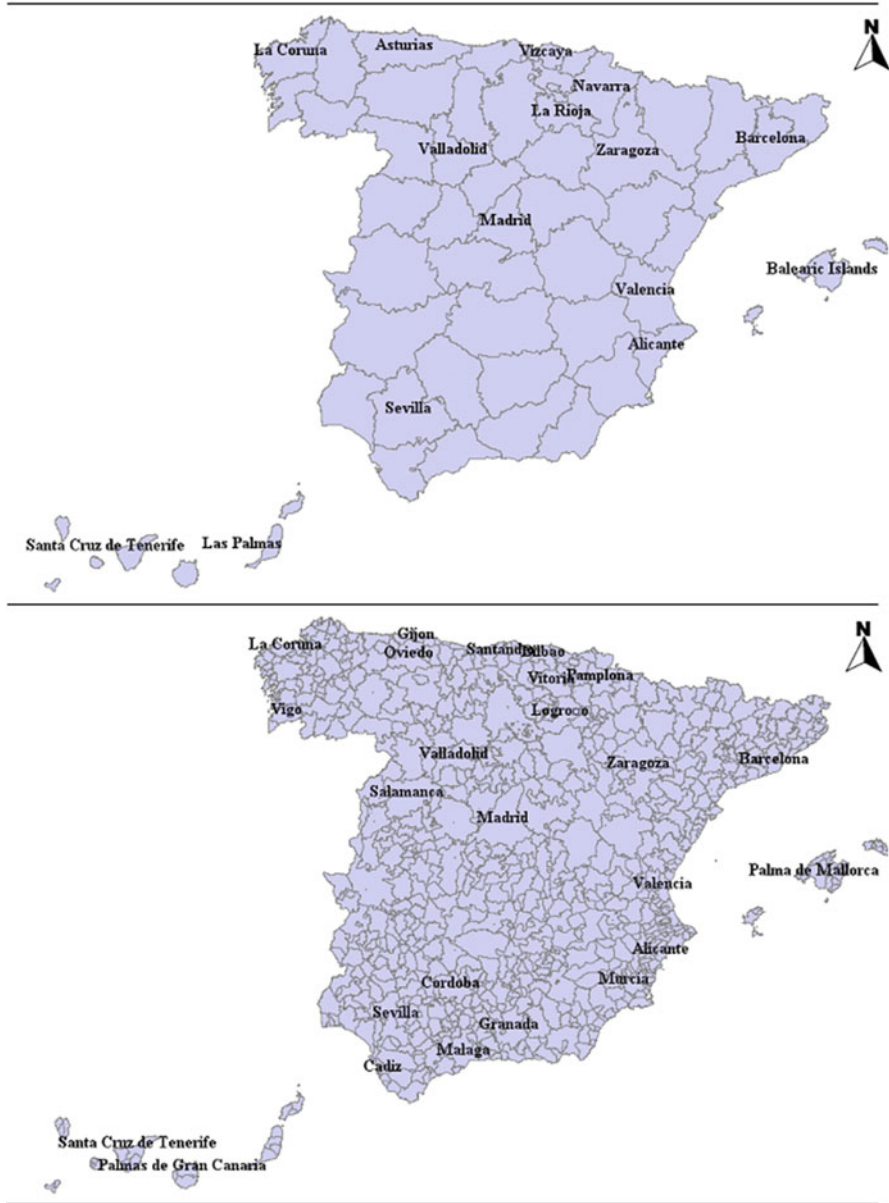 N
La Coruna
Asturias
Vizcaya
Navarra
La Rioja
Valladolid
Zaragoza
Barcelona
Madrid
Balearic Islands
Valencia
Alicante
Sevilla
Santa Cruz de Tenerife
Las Palmas
N
Gijon
La Coruna
Oviedo
Santander
Bilbao
Vitoria
Pamplona
Vigo
Valladolid
Zaragoza
Barcelona
Salamanca
Madrid
Palma de Mallorca
Valencia
Alicante
Murcia
Cordoba
Sevilla
Granada
Malaga
Cadiz
Santa Cruz de Tenerife
Palmas de Gran Canaria